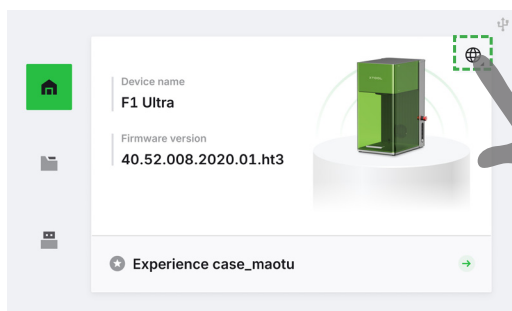 Device name
F1 Ultra
Firmware version
40.52.008.2020.01.ht3
Experience case_maotu